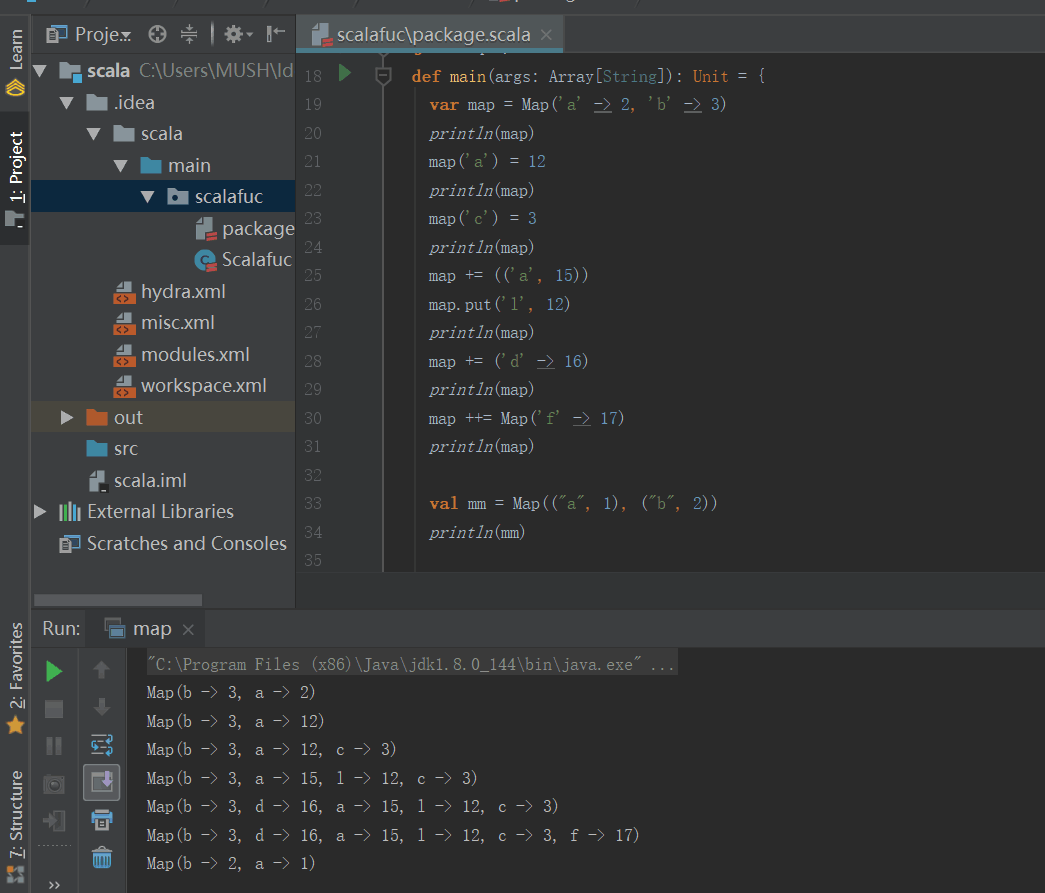 Learn
1: Project
2: Favorites
7: Structure
Proje
scala C:\Users\MUSH\Id
.idea
scala
main
scalafuc
package
Scalafuc
hydra.xml
misc.xml
modules.xml
workspace.xml
out
src
scala.iml
External Libraries
Scratches and Consoles
scalafuc\package.scala
18 def main(args: Array[String]): Unit = {
19 var map = Map('a' -> 2, 'b' -> 3)
20 println(map)
21 map('a') = 12
22 println(map)
23 map('c') = 3
24 println(map)
25 map += (('a', 15))
26 map.put('l', 12)
27 println(map)
28 map += ('d' -> 16)
29 println(map)
30 map ++= Map('f' -> 17)
31 println(map)
32
33 val mm = Map(("a", 1), ("b", 2))
34 println(mm)
35
Run: map
"C:\Program Files (x86)\Java\jdk1.8.0_144\bin\java.exe" ...
Map(b -> 3, a -> 2)
Map(b -> 3, a -> 12)
Map(b -> 3, a -> 12, c -> 3)
Map(b -> 3, a -> 15, l -> 12, c -> 3)
Map(b -> 3, d -> 16, a -> 15, l -> 12, c -> 3)
Map(b -> 3, d -> 16, a -> 15, l -> 12, c -> 3, f -> 17)
Map(b -> 2, a -> 1)